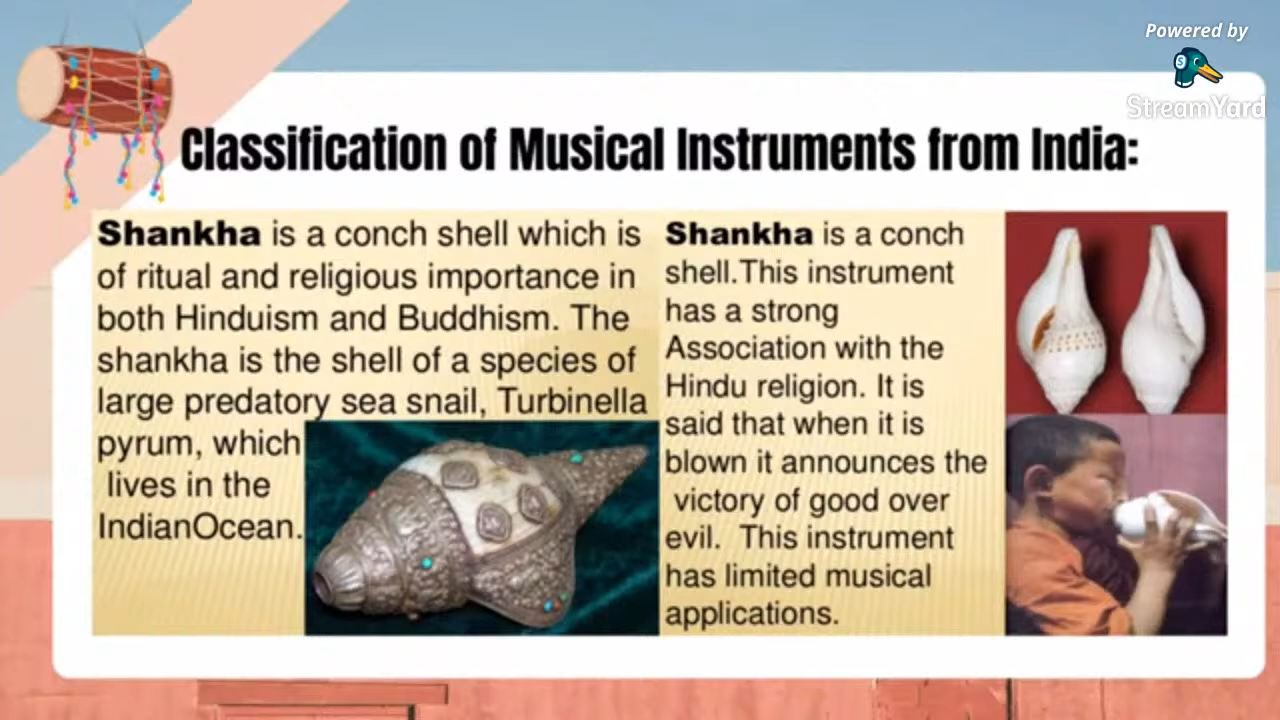 Powered by
StreamYard
Classification of Musical Instruments from India:
Shankha is a conch shell which is
of ritual and religious importance in
both Hinduism and Buddhism. The
shankha is the shell of a species of
large predatory sea snail, Turbinella
pyrum, which
lives in the
IndianOcean.
Shankha is a conch
shell.This instrument
has a strong
Association with the
Hindu religion. It is
said that when it is
blown it announces the
victory of good over
evil. This instrument
has limited musical
applications.